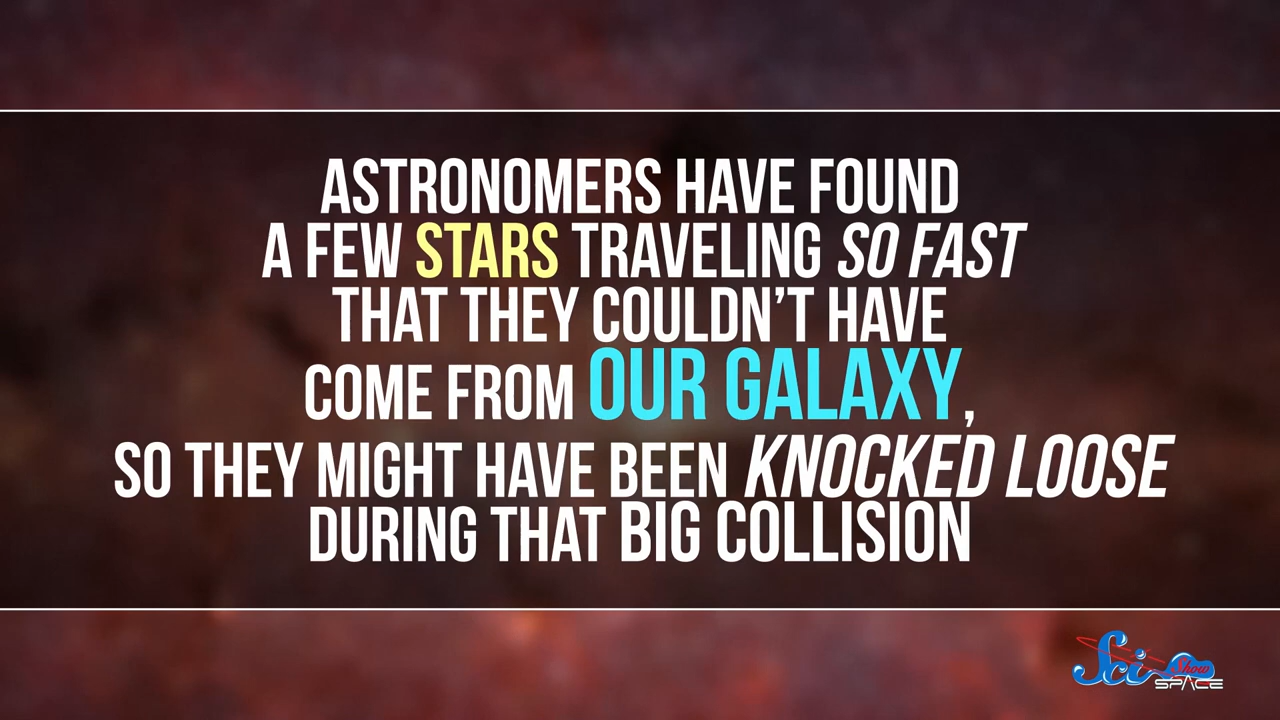 ASTRONOMERS HAVE FOUND
A FEW STARS TRAVELING SO FAST
THAT THEY COULDN'T HAVE
COME FROM OUR GALAXY,
SO THEY MIGHT HAVE BEEN KNOCKED LOOSE
DURING THAT BIG COLLISION
Sci Show
SPACE